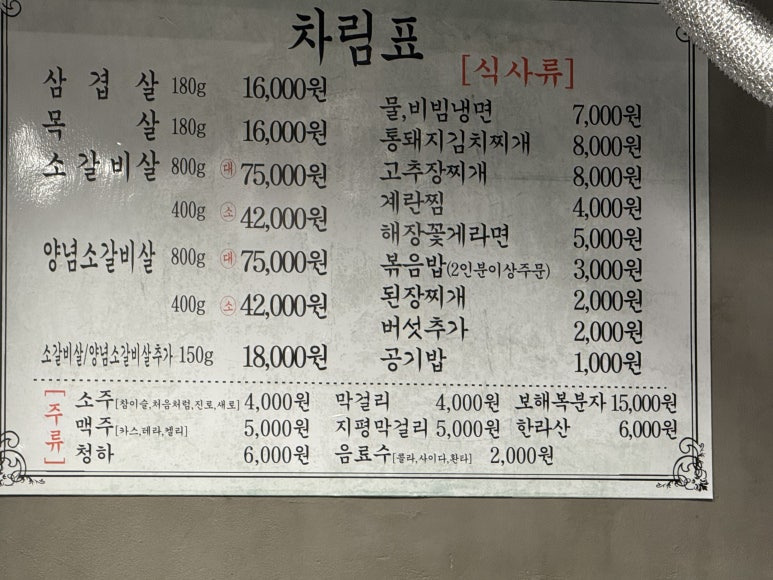 차림표
삼겹살 180g 16,000원
목살 180g 16,000원
소갈비살 800g 대 75,000원
400g 소 42,000원
양념소갈비살 800g 대 75,000원
400g 소 42,000원
소갈비살/양념소갈비살추가 150g 18,000원
[식사류]
물,비빔냉면 7,000원
통돼지김치찌개 8,000원
고추장찌개 8,000원
계란찜 4,000원
해장꽃게라면 5,000원
볶음밥(2인분이상주문) 3,000원
된장찌개 2,000원
버섯추가 2,000원
공기밥 1,000원
[주류]
소주[참이슬,처음처럼,진로,새로] 4,000원 막걸리 4,000원 보해복분자 15,000원
맥주[카스,테라,켈리] 5,000원 지평막걸리 5,000원 한라산 6,000원
청하 6,000원 음료수[콜라,사이다,환타] 2,000원